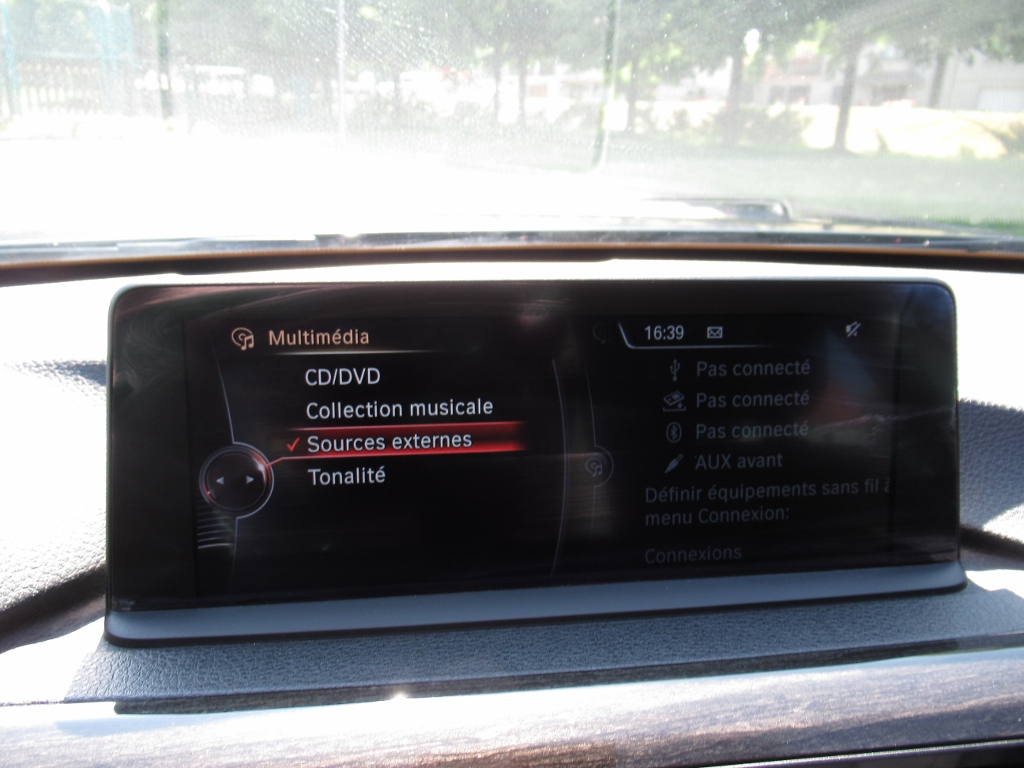 Multimédia
CD/DVD
Collection musicale
Sources externes
Tonalité
16:39
Pas connecté
Pas connecté
Pas connecté
AUX avant
Définir équipements sans fil à
menu Connexion:
Connexions